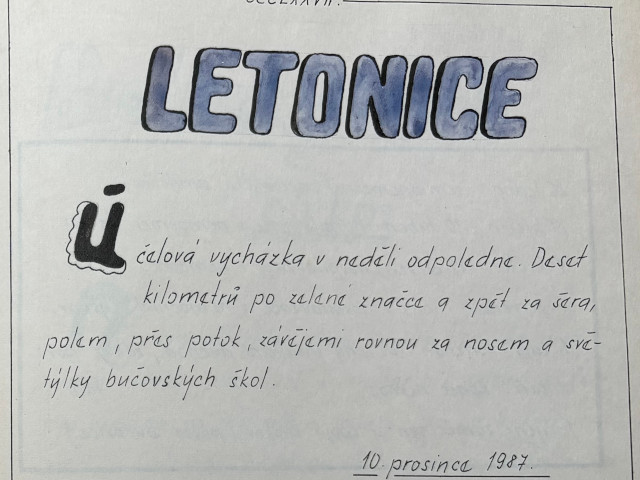 LETONICE
Účelová vycházka v neděli odpoledne. Deset
kilometrů po zelené značce a zpět za šera,
polem, přes potok, závějemi rovnou za nosem a svě-
týlky bučovských škol.
10. prosince 1987.